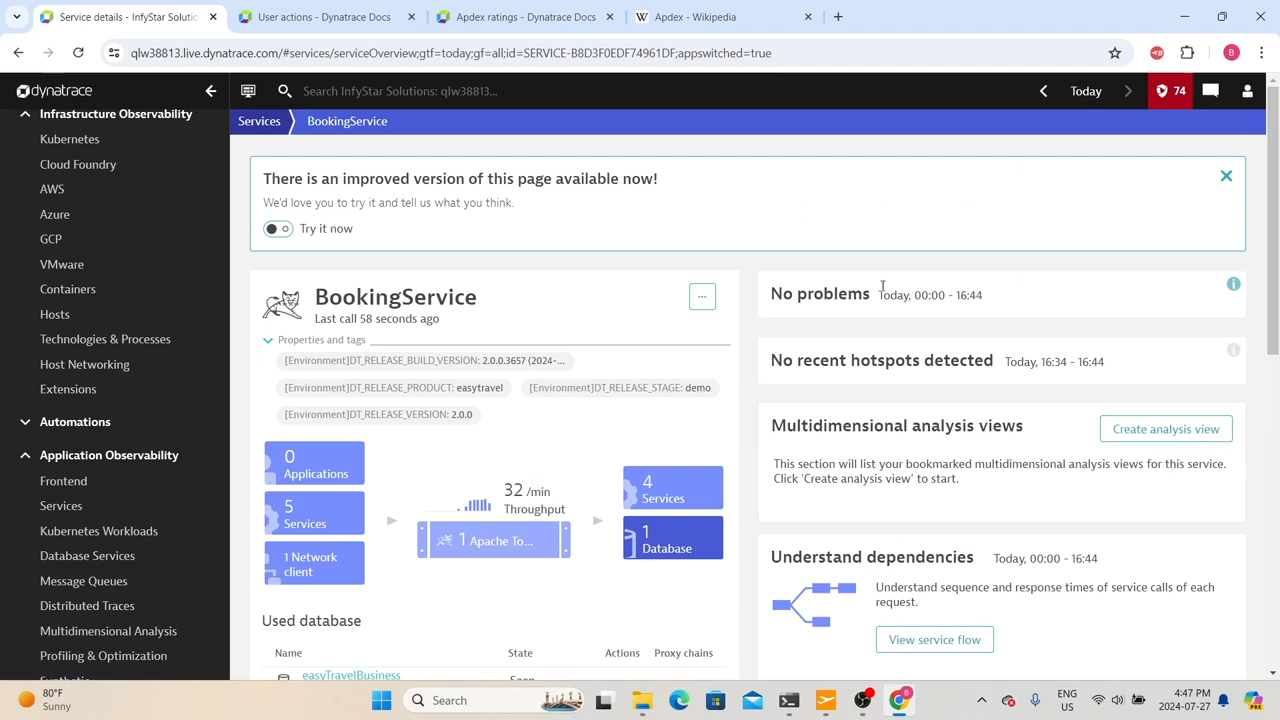 Service details - InfyStar Solutio
User actions - Dynatrace Docs
Apdex ratings - Dynatrace Docs
W Apdex - Wikipedia
qlw38813.live.dynatrace.com/#services/serviceOverview;gtf=today;gf=all;id=SERVICE-B8D3F0EDF74961DF;appswitched=true
B
dynatrace
Search InfyStar Solutions: qlw38813...
Today
74
Services
BookingService
Infrastructure Observability
Kubernetes
Cloud Foundry
AWS
Azure
GCP
VMware
Containers
Hosts
Technologies & Processes
Host Networking
Extensions
Automations
Application Observability
Frontend
Services
Kubernetes Workloads
Database Services
Message Queues
Distributed Traces
Multidimensional Analysis
Profiling & Optimization
There is an improved version of this page available now!
We'd love you to try it and tell us what you think.
Try it now
BookingService
...
Last call 58 seconds ago
Properties and tags
[Environment]DT_RELEASE_BUILD_VERSION: 2.0.0.3657 (2024-...
[Environment]DT_RELEASE_PRODUCT: easytravel
[Environment]DT_RELEASE_STAGE: demo
[Environment]DT_RELEASE_VERSION: 2.0.0
0
Applications
5
Services
1 Network
client
32 /min
Throughput
1 Apache To...
4
Services
1
Database
Used database
Name State Actions Proxy chains
easyTravelBusiness
No problems Today, 00:00 - 16:44
No recent hotspots detected Today, 16:34 - 16:44
Multidimensional analysis views
Create analysis view
This section will list your bookmarked multidimensional analysis views for this service.
Click 'Create analysis view' to start.
Understand dependencies Today, 00:00 - 16:44
Understand sequence and response times of service calls of each
request.
View service flow
80°F
Sunny
Search
ENG
US
4:47 PM
2024-07-27